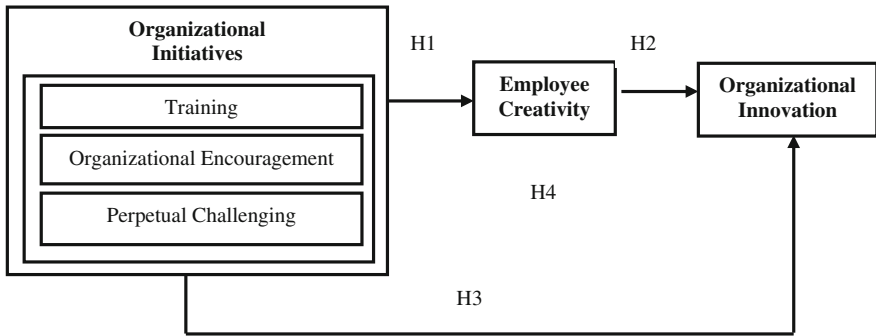 Organizational
Initiatives
Training
Organizational Encouragement
Perpetual Challenging
H1
Employee
Creativity
H2
Organizational
Innovation
H4
H3